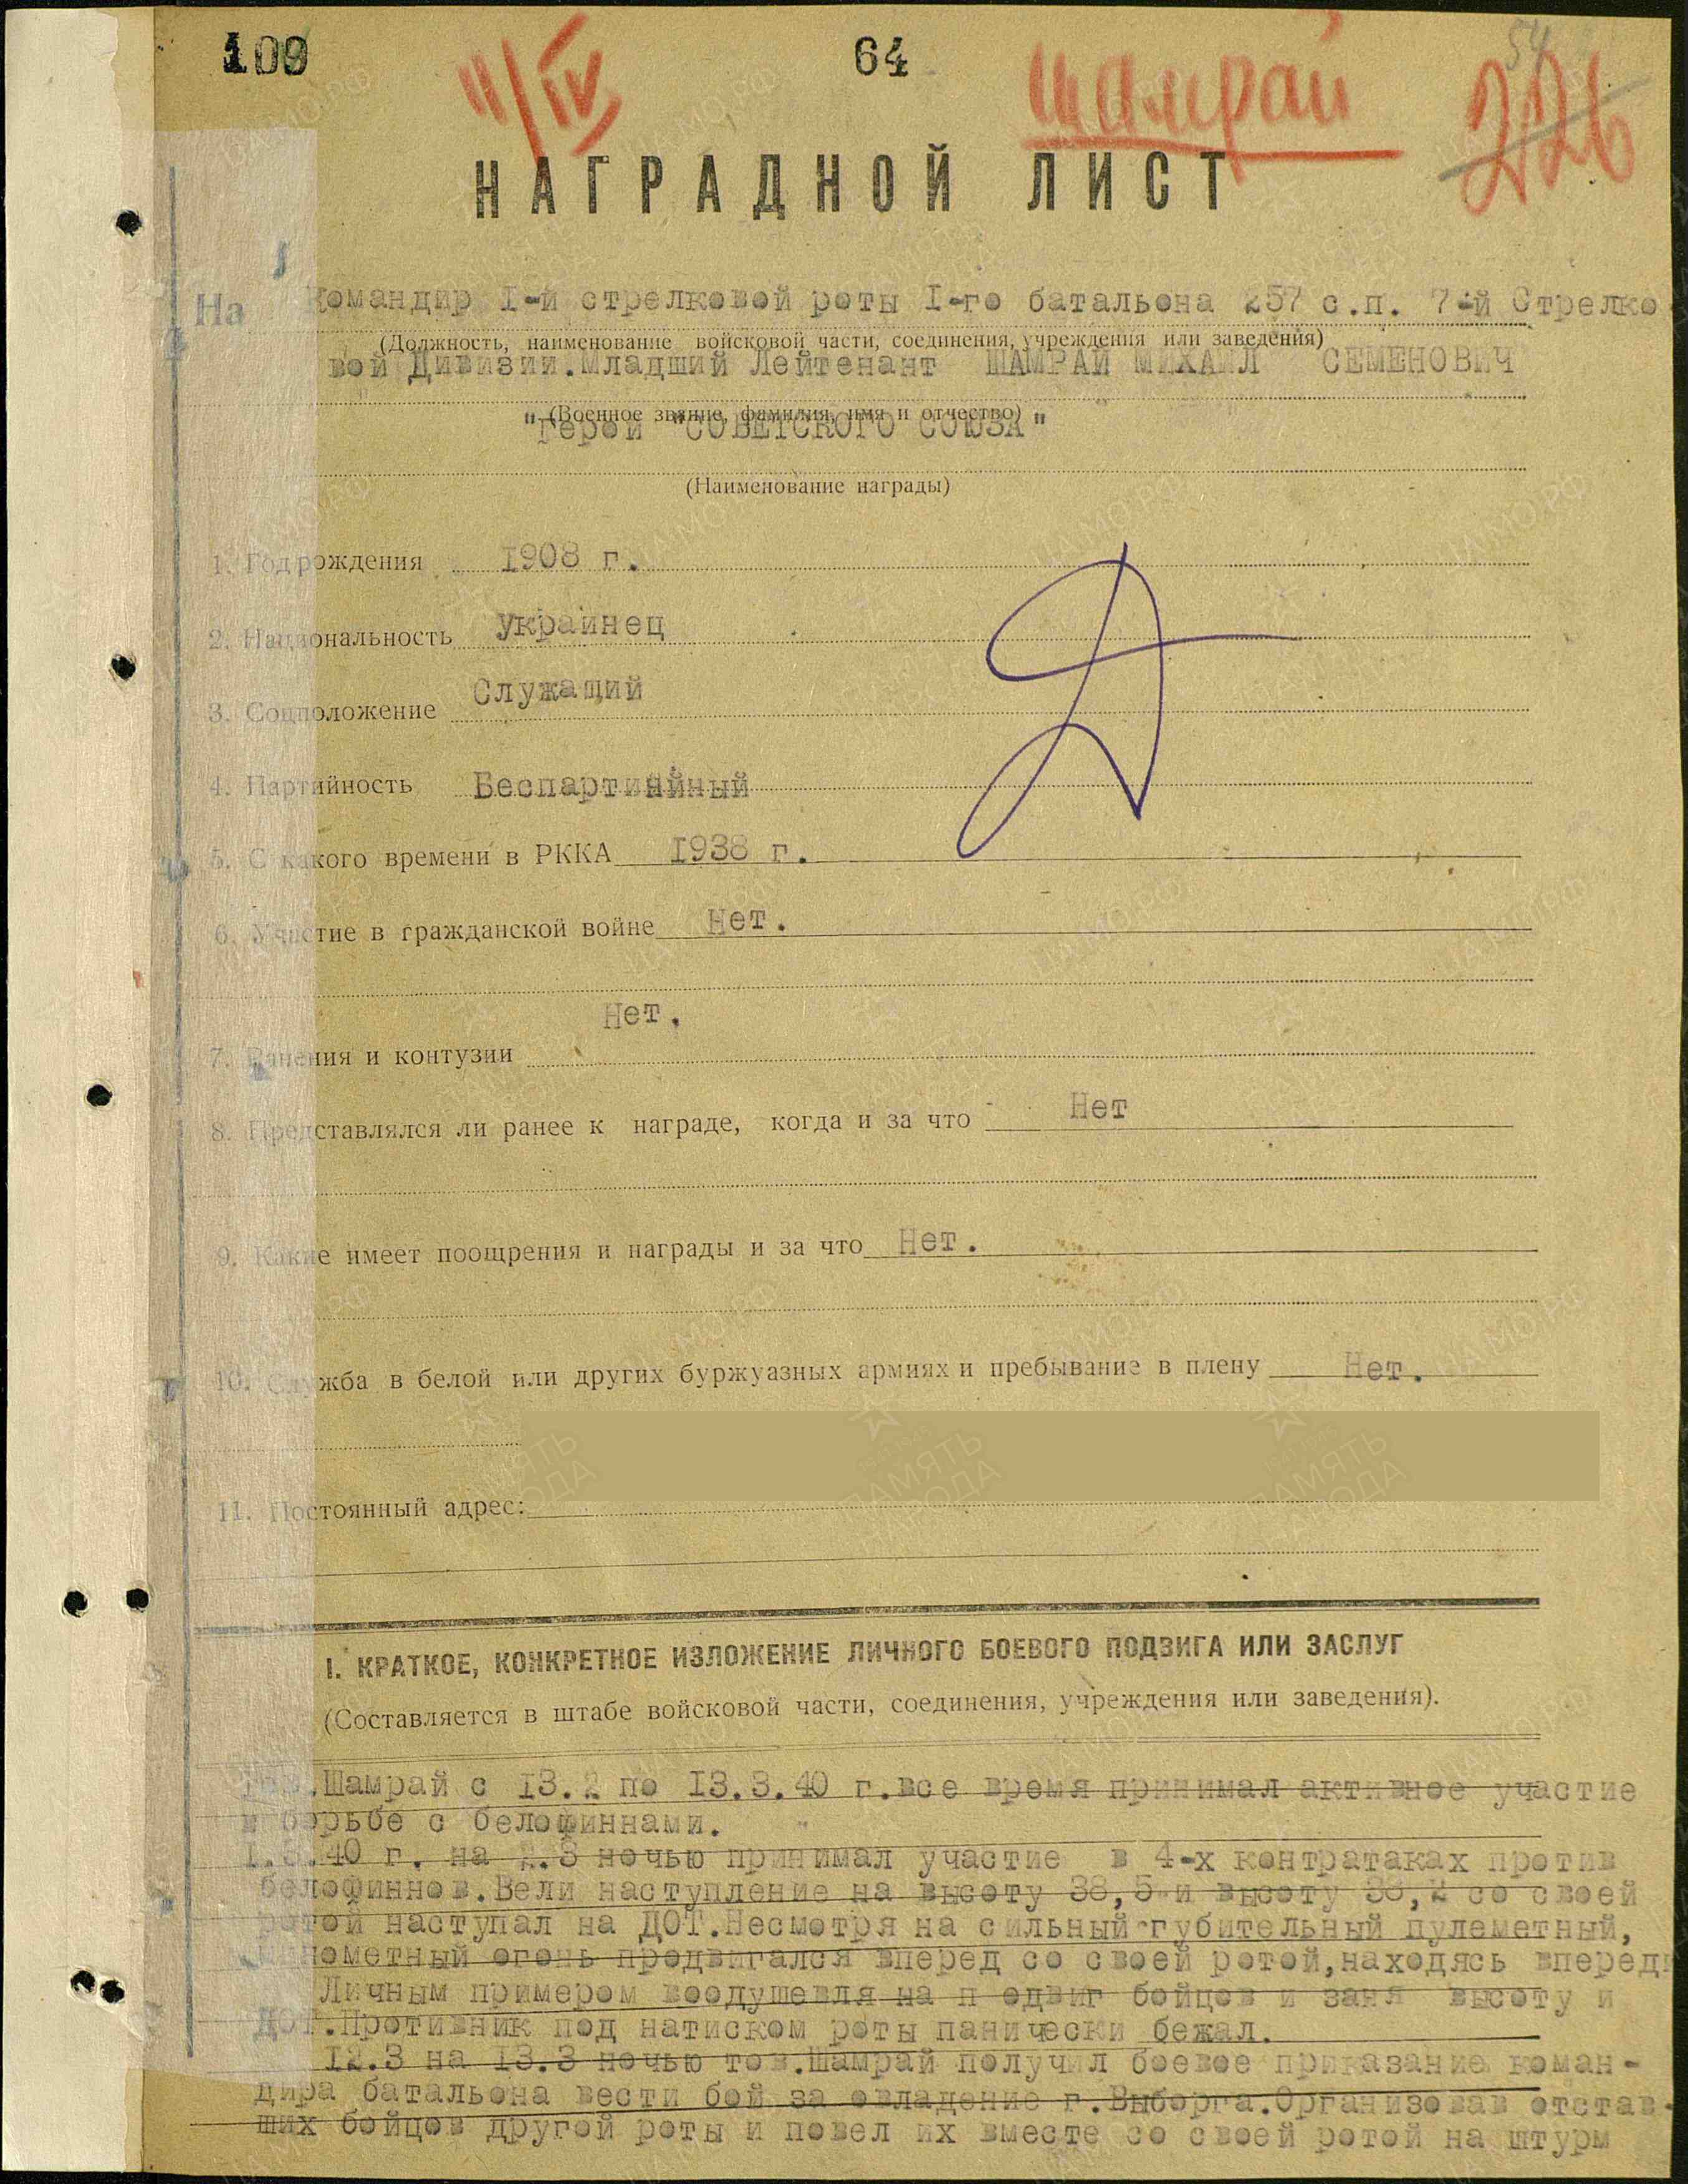 109 64 54
II/IV Шамрай 226
НАГРАДНОЙ ЛИСТ
На Командир I-й стрелковой роты I-го батальона 257 с.п. 7-й Стрелко
(Должность, наименование войсковой части, соединения, учреждения или заведения)
вой Дивизии.Младший Лейтенант ШАМРАЙ МИХАИЛ СЕМЕНОВИЧ
(Военное звание, фамилия, имя и отчество)
"Герой "СОВЕТСКОГО СОЮЗА"
(Наименование награды)
1. Год рождения 1908 г.
2. Национальность украинец
3. Соцположение Служащий
4. Партийность Беспартийный
5. С какого времени в РККА 1938 г.
6. Участие в гражданской войне Нет.
Нет.
7. Ранения и контузии
8. Представлялся ли ранее к награде, когда и за что Нет
9. Какие имеет поощрения и награды и за что Нет.
10. Служба в белой или других буржуазных армиях и пребывание в плену Нет.
11. Постоянный адрес:
I. КРАТКОЕ, КОНКРЕТНОЕ ИЗЛОЖЕНИЕ ЛИЧНОГО БОЕВОГО ПОДВИГА ИЛИ ЗАСЛУГ
(Составляется в штабе войсковой части, соединения, учреждения или заведения).
Тов.Шамрай с 13.2 по 13.3.40 г.все время принимал активное участие
в борьбе с белофиннами.
I.3.40 г. на 2.3 ночью принимал участие в 4-х контратаках против
белофиннов.Вели наступление на высоту 38,5 и высоту 38,2 со своей
ротой наступал на ДОТ.Несмотря на сильный губительный пулеметный,
минометный огонь продвигался вперед со своей ротой,находясь впереди
Личным примером воодушевля на п одвиг бойцов и заня высоту и
ДОТ.Противник под натиском роты панически бежал.
12.3 на 13.3 ночью тов.Шамрай получил боевое приказание коман-
дира батальона вести бой за овладение г.Выборга.Организовав отстав-
ших бойцов другой роты и повел их вместе со своей ротой на штурм